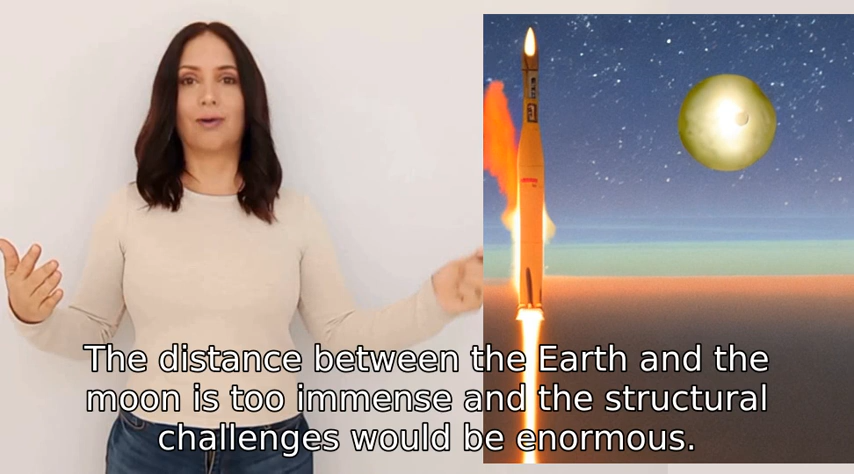 The distance between the Earth and the
moon is too immense and the structural
challenges would be enormous.